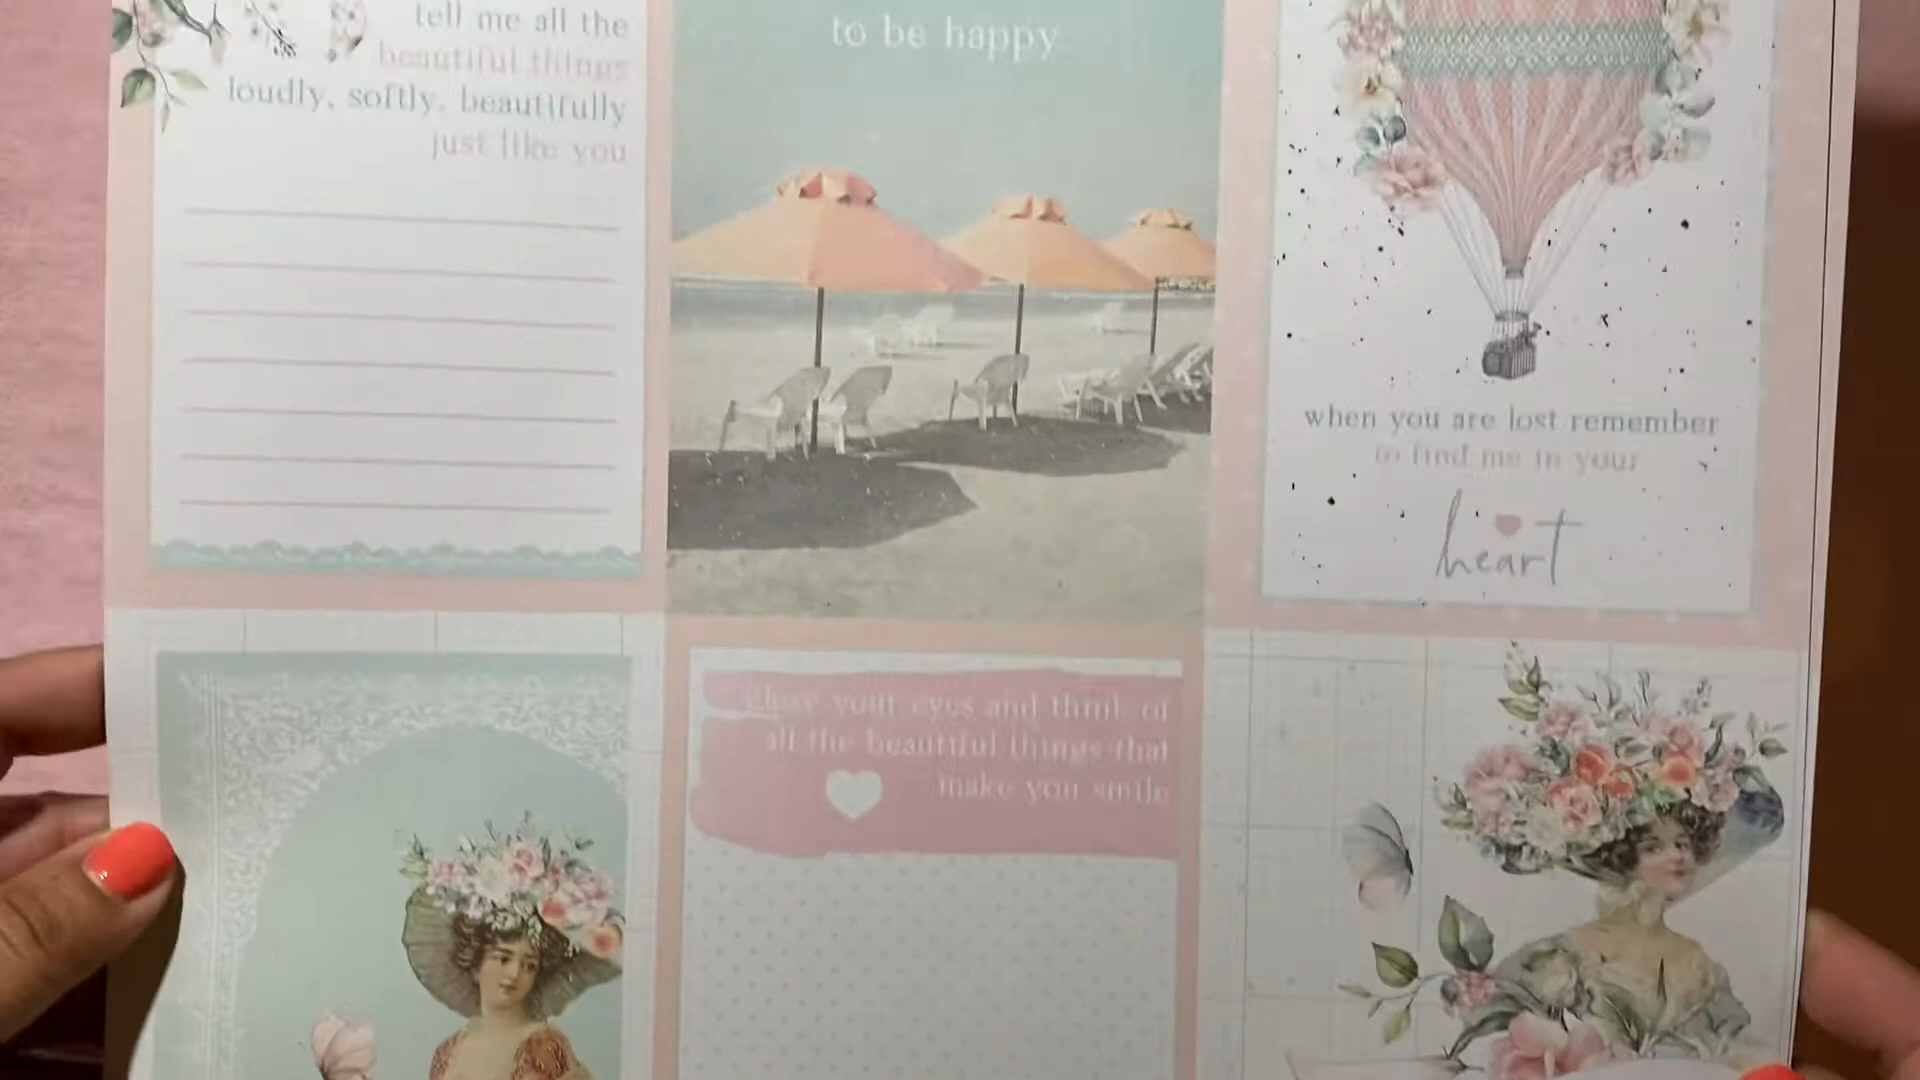 tell me all the
beautiful things
loudly, softly, beautifully
just like you
to be happy
when you are lost remember
to find me in your
heart
close your eyes and think of
all the beautiful things that
make you smile